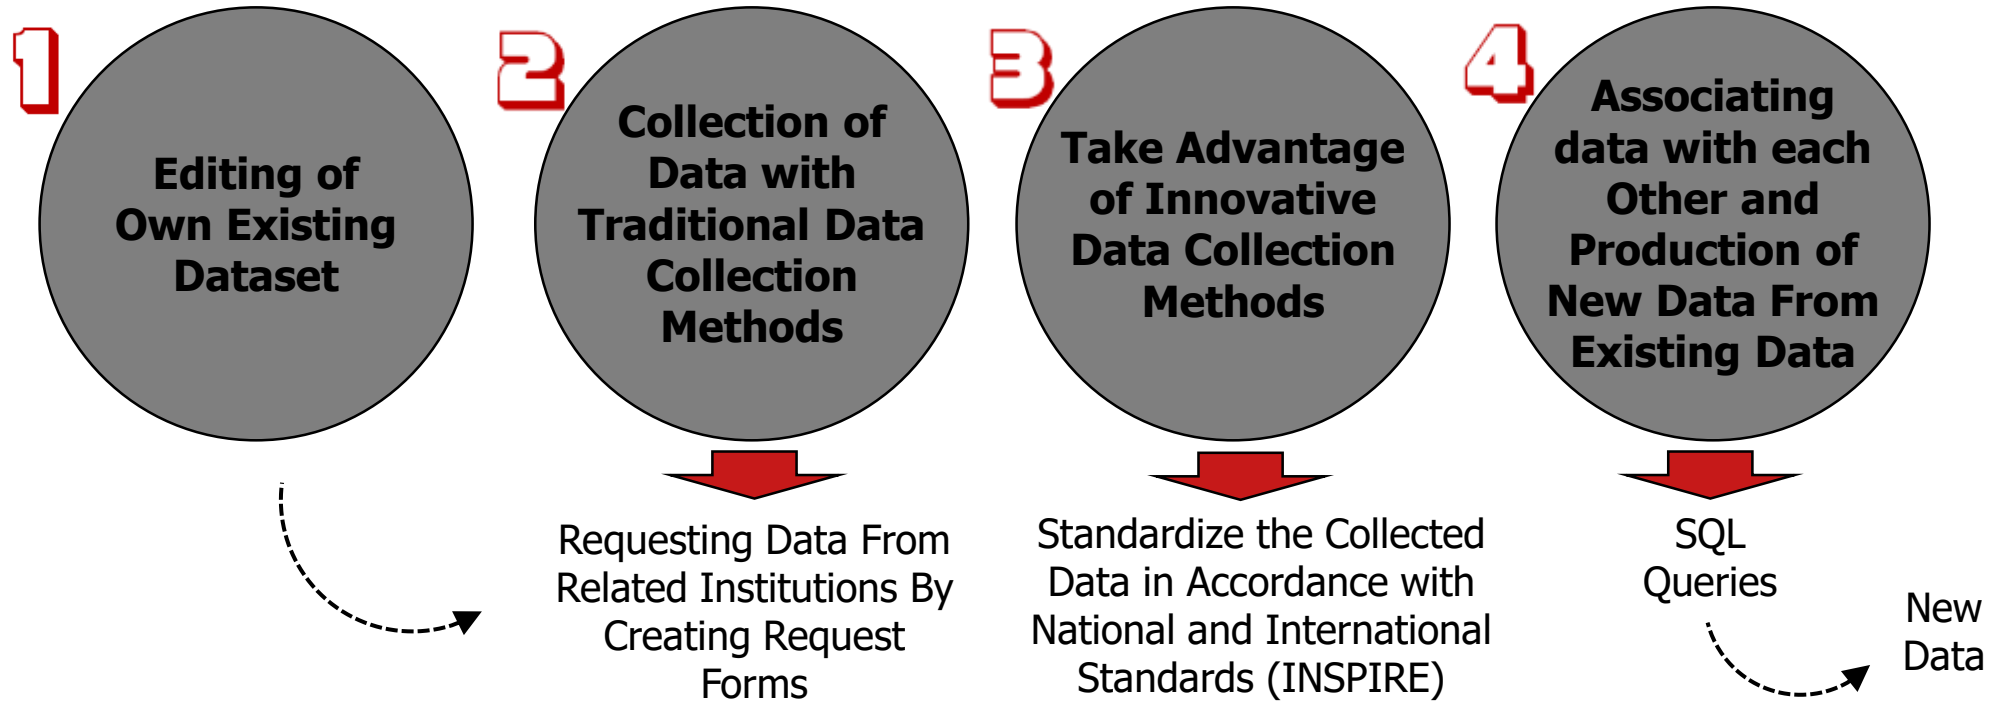 1
Editing of
Own Existing
Dataset
2
Collection of
Data with
Traditional Data
Collection
Methods
Requesting Data From
Related Institutions By
Creating Request
Forms
3
Take Advantage
of Innovative
Data Collection
Methods
Standardize the Collected
Data in Accordance with
National and International
Standards (INSPIRE)
4
Associating
data with each
Other and
Production of
New Data From
Existing Data
SQL
Queries
New
Data